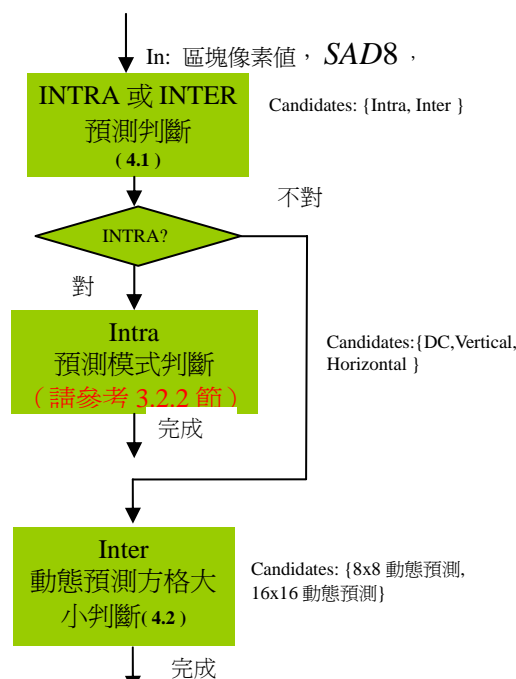 In: 區塊像素值， SAD8 ，
INTRA 或 INTER
預測判斷
( 4.1 )
Candidates: {Intra, Inter }
不對
INTRA?
對
Intra
預測模式判斷
（請參考 3.2.2 節）
Candidates:{DC,Vertical,
Horizontal }
完成
Inter
動態預測方格大
小判斷( 4.2 )
Candidates: {8x8 動態預測,
16x16 動態預測}
完成